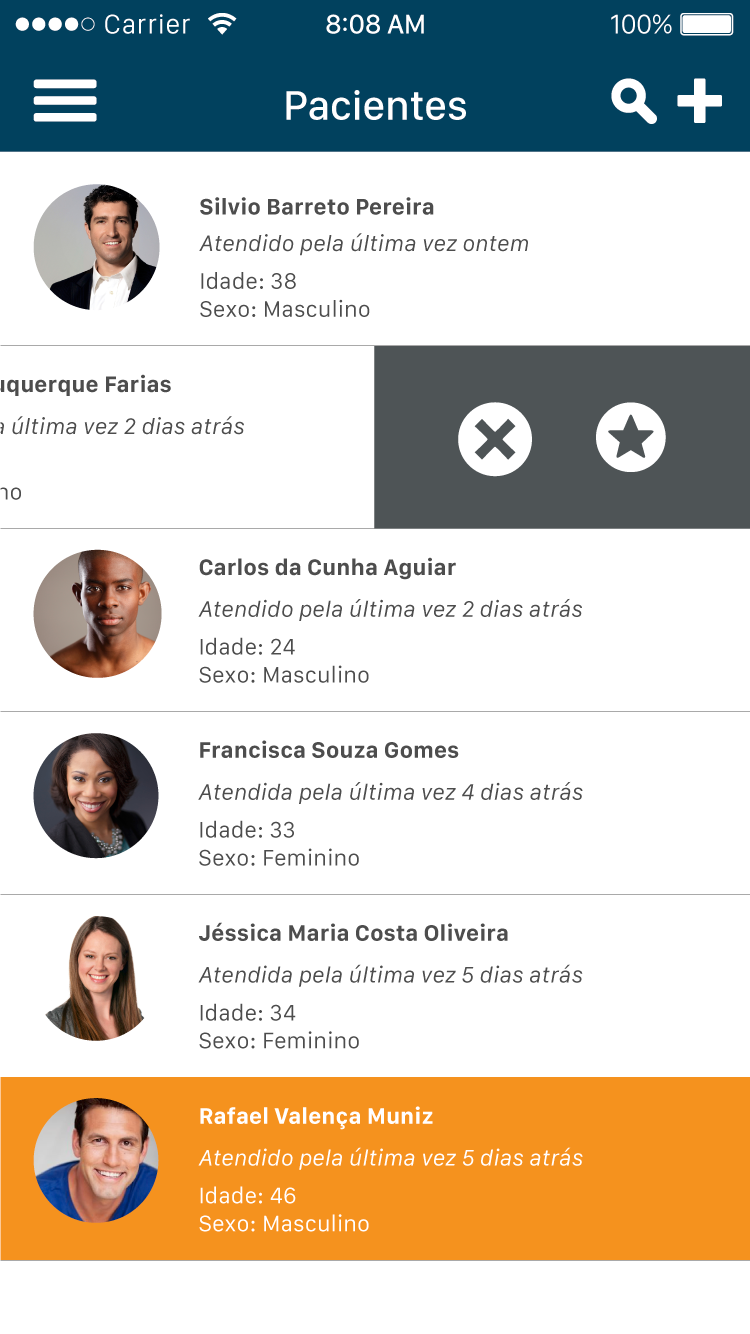 Carrier 8:08 AM 100%
Pacientes
Silvio Barreto Pereira
Atendido pela última vez ontem
Idade: 38
Sexo: Masculino
uquerque Farias
a última vez 2 dias atrás
no
Carlos da Cunha Aguiar
Atendido pela última vez 2 dias atrás
Idade: 24
Sexo: Masculino
Francisca Souza Gomes
Atendida pela última vez 4 dias atrás
Idade: 33
Sexo: Feminino
Jéssica Maria Costa Oliveira
Atendida pela última vez 5 dias atrás
Idade: 34
Sexo: Feminino
Rafael Valença Muniz
Atendido pela última vez 5 dias atrás
Idade: 46
Sexo: Masculino